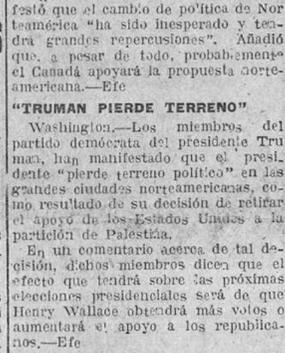 festó que el cambio de política de Nor
teamérica "ha sido inesperado y ten
drá grandes repercusiones". Añadió
que, a pesar de todo, probablemente
el Canadá apoyará la propuesta norte-
americana.—Efe
"TRUMAN PIERDE TERRENO"
Washington.—Los miembros del
partido demócrata del presidente Tru
man, han manifestado que el presi-
dente "pierde terreno político" en las
grandes ciudades norteamericanas, co-
mo resultado de su decisión de retirar
el apoyo de los Estados Unidos a la
partición de Palestina.
En un comentario acerca de tal de-
cisión, dichos miembros dicen que el
efecto que tendrá sobre las próximas
elecciones presidenciales será de que
Henry Wallace obtendrá más votos o
aumentará el apoyo a los republica-
nos.—Efe